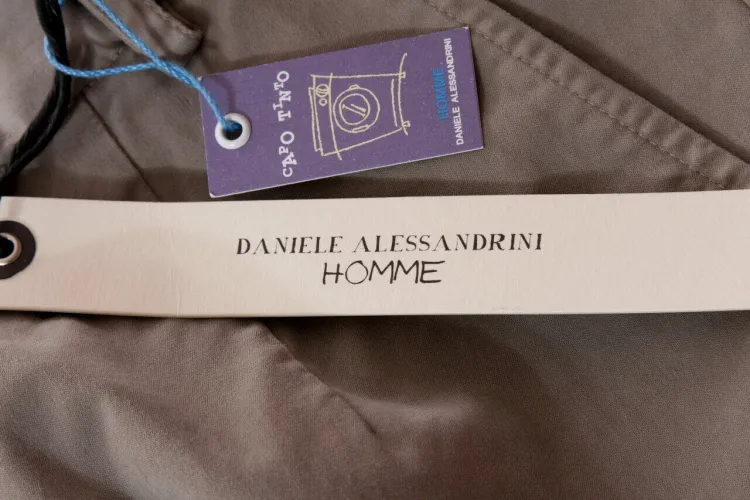 CAPO TINTO
HOMME
DANIELE ALESSANDRINI
DANIELE ALESSANDRINI
HOMME